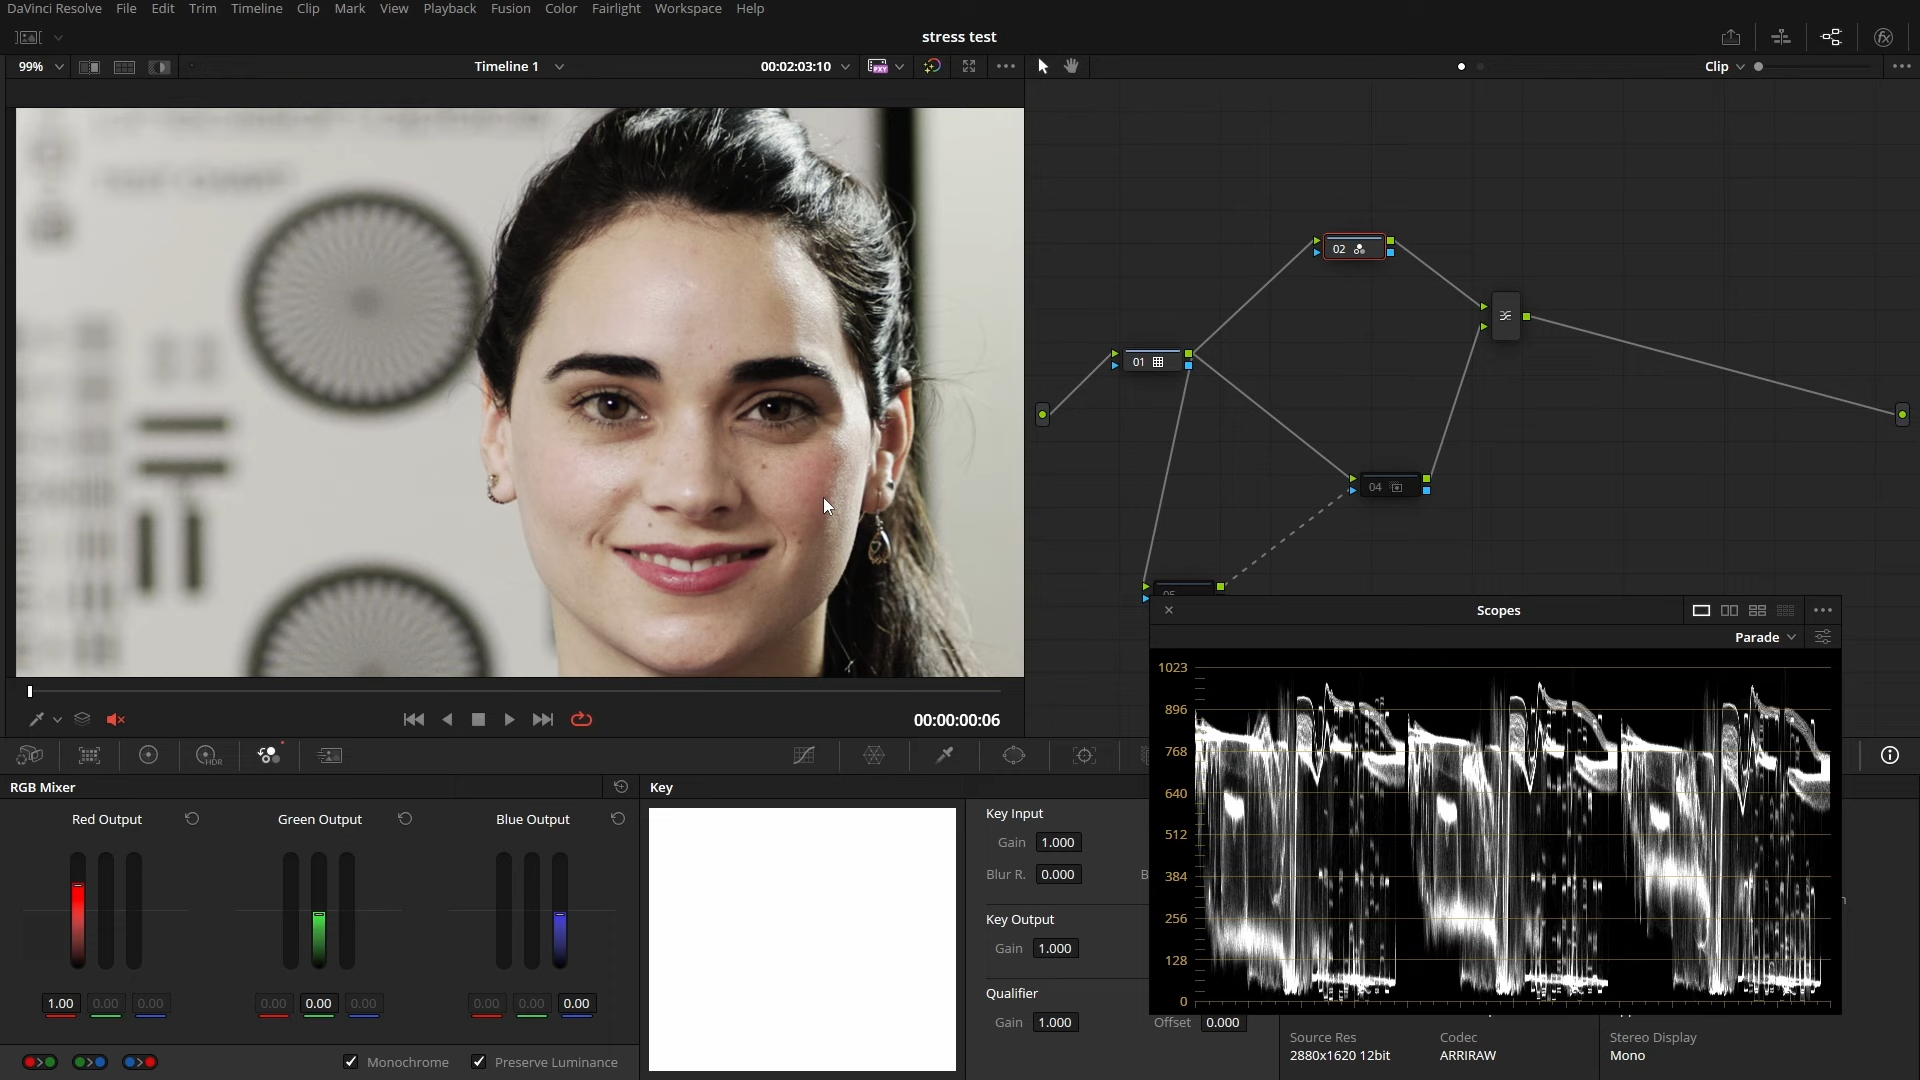 DaVinci Resolve File Edit Trim Timeline Clip Mark View Playback Fusion Color Fairlight Workspace Help
stress test
99% Timeline 1 00:02:03:10 PXY Clip
02
01
04
05
Scopes
Parade
1023
896
768
640
512
384
256
128
0
00:00:00:06
HDR
RGB Mixer Key
Red Output Green Output Blue Output
1.00 0.00 0.00 0.00 0.00 0.00 0.00 0.00 0.00
Monochrome Preserve Luminance
Key Input
Gain 1.000
Blur R. 0.000 B
Key Output
Gain 1.000
Qualifier
Gain 1.000 Offset 0.000
Source Res Codec Stereo Display
2880x1620 12bit ARRIRAW Mono